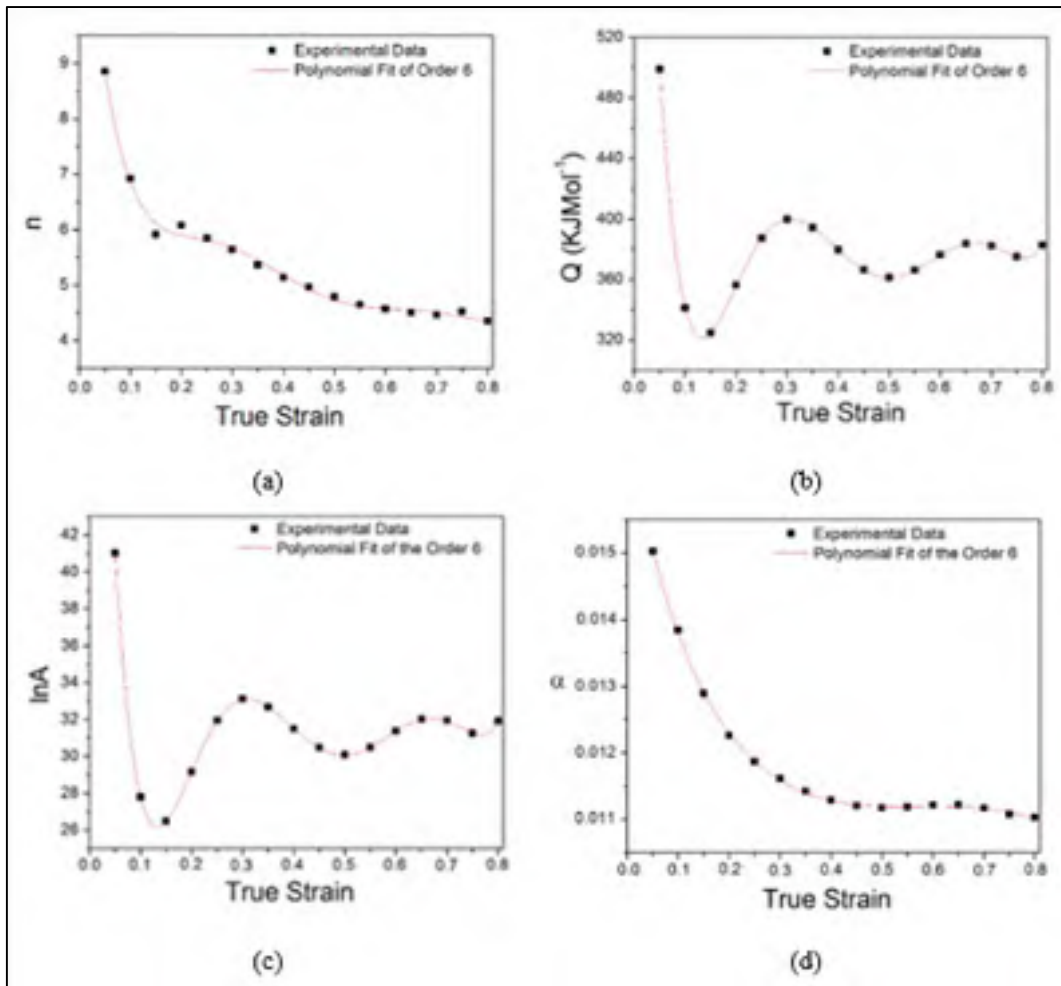 Experimental Data
Polynomial Fit of Order 6
9
8
7
6
5
4
n
0.0 0.1 0.2 0.3 0.4 0.5 0.6 0.7 0.8
True Strain
(a)
Experimental Data
Polynomial Fit of Order 6
520
480
440
400
360
320
Q (KJMol⁻¹)
0.0 0.1 0.2 0.3 0.4 0.5 0.6 0.7 0.8
True Strain
(b)
Experimental Data
Polynomial Fit of the Order 6
42
40
38
36
34
32
30
28
26
lnA
0.0 0.1 0.2 0.3 0.4 0.5 0.6 0.7 0.8
True Strain
(c)
Experimental Data
Polynomial Fit of the Order 6
0.015
0.014
0.013
0.012
0.011
α
0.0 0.1 0.2 0.3 0.4 0.5 0.6 0.7 0.8
True Strain
(d)